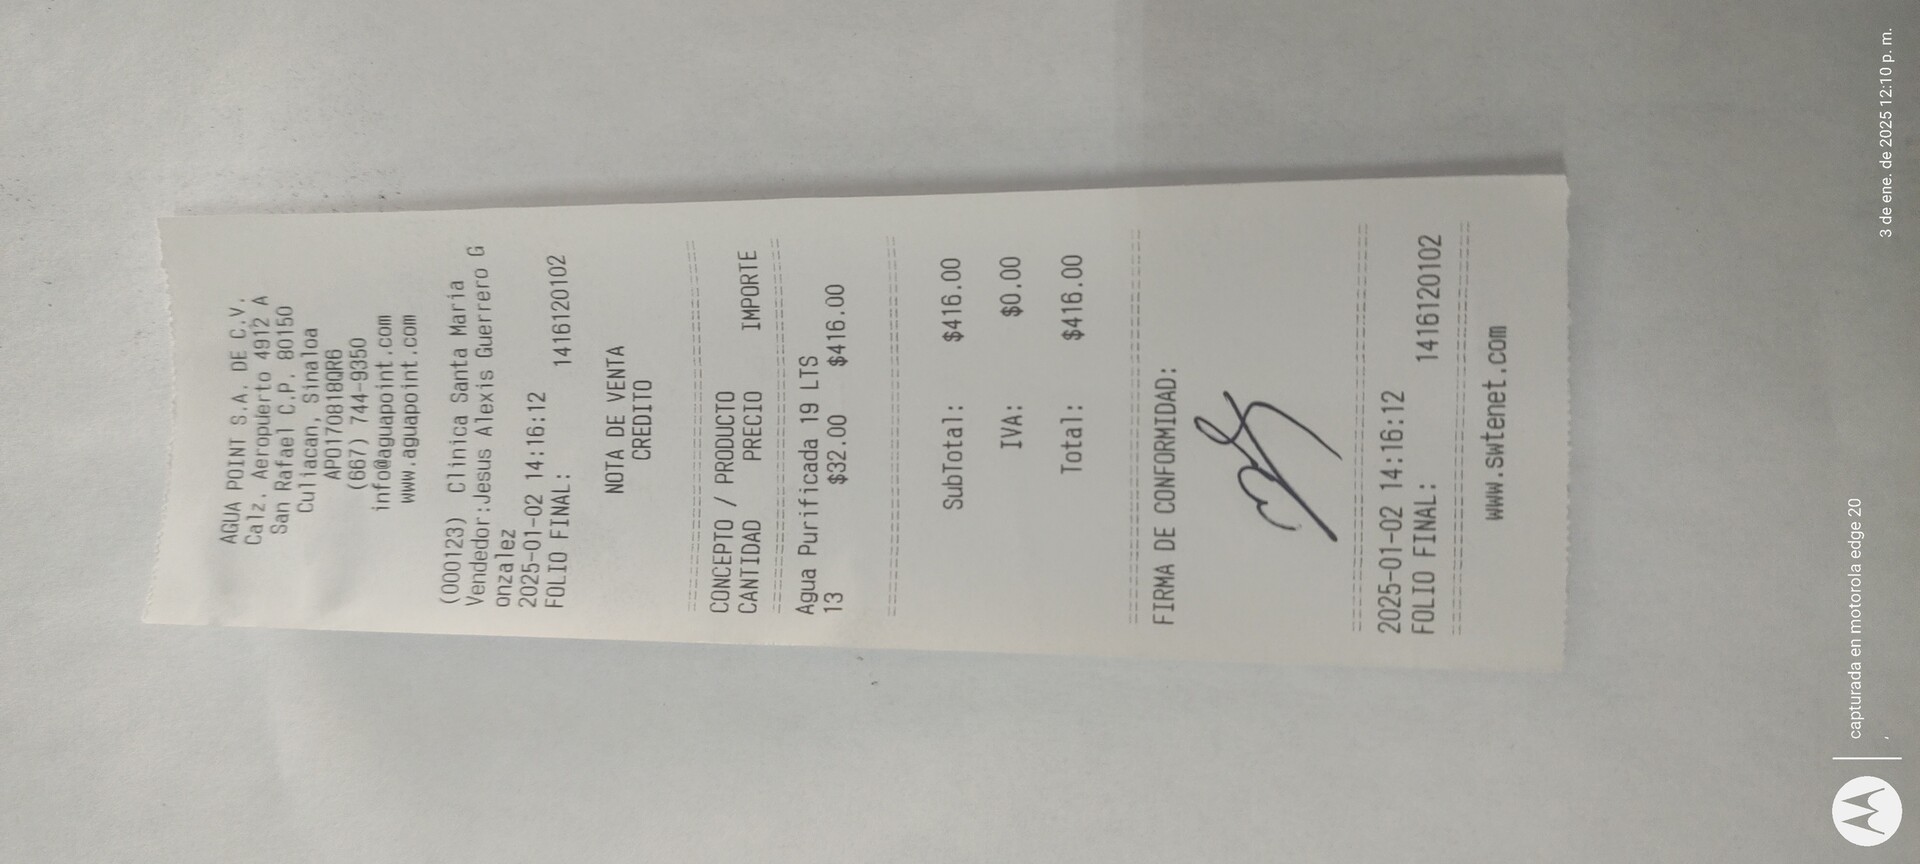 AGUA POINT S.A. DE C.V.
Calz. Aeropuerto 4912 A
San Rafael C.P. 80150
Culiacan, Sinaloa
APO170818QR6
(667) 744-9350
info@aguapoint.com
www.aguapoint.com
(000123) Clinica Santa Maria
Vendedor:Jesus Alexis Guerrero G
onzalez
2025-01-02 14:16:12
FOLIO FINAL: 1416120102
NOTA DE VENTA
CREDITO
CONCEPTO / PRODUCTO
CANTIDAD PRECIO IMPORTE
Agua Purificada 19 LTS
13 $32.00 $416.00
SubTotal: $416.00
IVA: $0.00
Total: $416.00
FIRMA DE CONFORMIDAD:
2025-01-02 14:16:12
FOLIO FINAL: 1416120102
www.swtenet.com
capturada en motorola edge 20
,
3 de ene. de 2025 12:10 p. m.